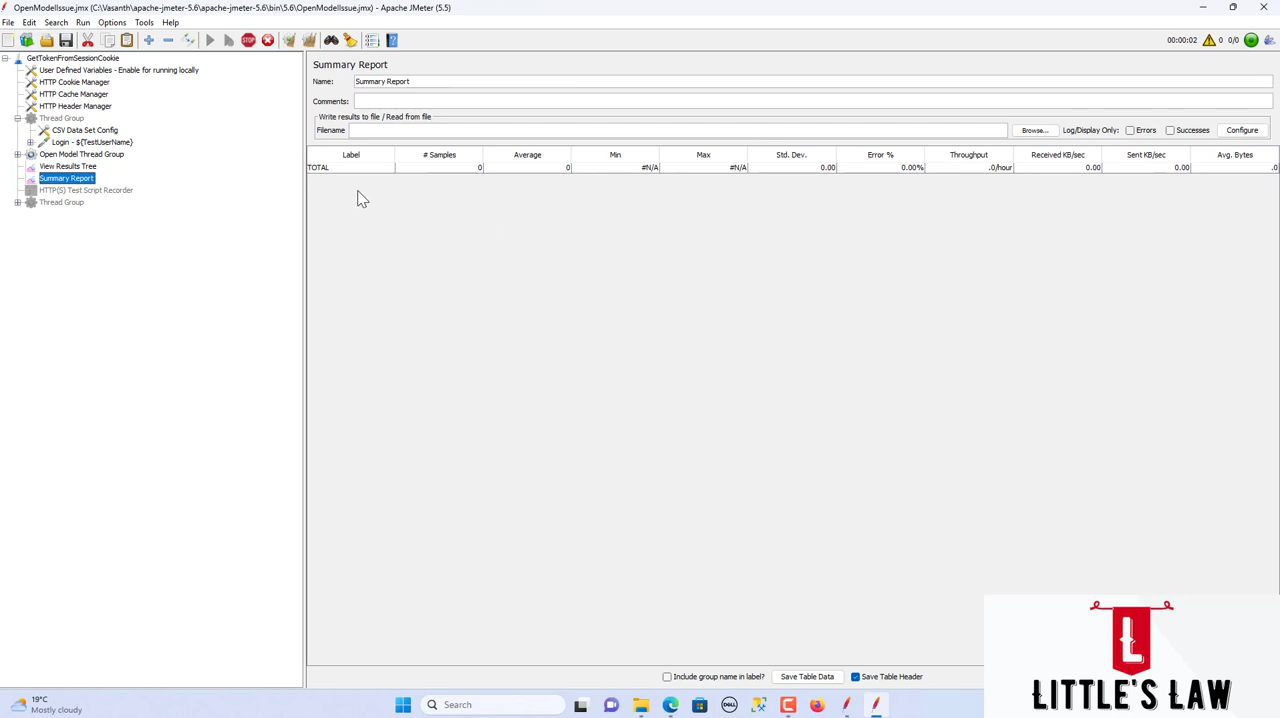 OpenModelIssue.jmx (C:\Vasanth\apache-jmeter-5.6\apache-jmeter-5.6\bin\5.6\OpenModelIssue.jmx) - Apache JMeter (5.5)
File Edit Search Run Options Tools Help
STOP
00:00:02 0 0/0
GetTokenFromSessionCookie
User Defined Variables - Enable for running locally
HTTP Cookie Manager
HTTP Cache Manager
HTTP Header Manager
Thread Group
CSV Data Set Config
Login - ${TestUserName}
Open Model Thread Group
View Results Tree
Summary Report
HTTP(S) Test Script Recorder
Thread Group
Summary Report
Name: Summary Report
Comments:
Write results to file / Read from file
Filename Browse... Log/Display Only: Errors Successes Configure
Label # Samples Average Min Max Std. Dev. Error % Throughput Received KB/sec Sent KB/sec Avg. Bytes
TOTAL 0 0 #N/A #N/A 0.00 0.00% .0/hour 0.00 0.00 .0
Include group name in label? Save Table Data Save Table Header
L
LITTLE'S LAW
19°C
Mostly cloudy
Search
DELL